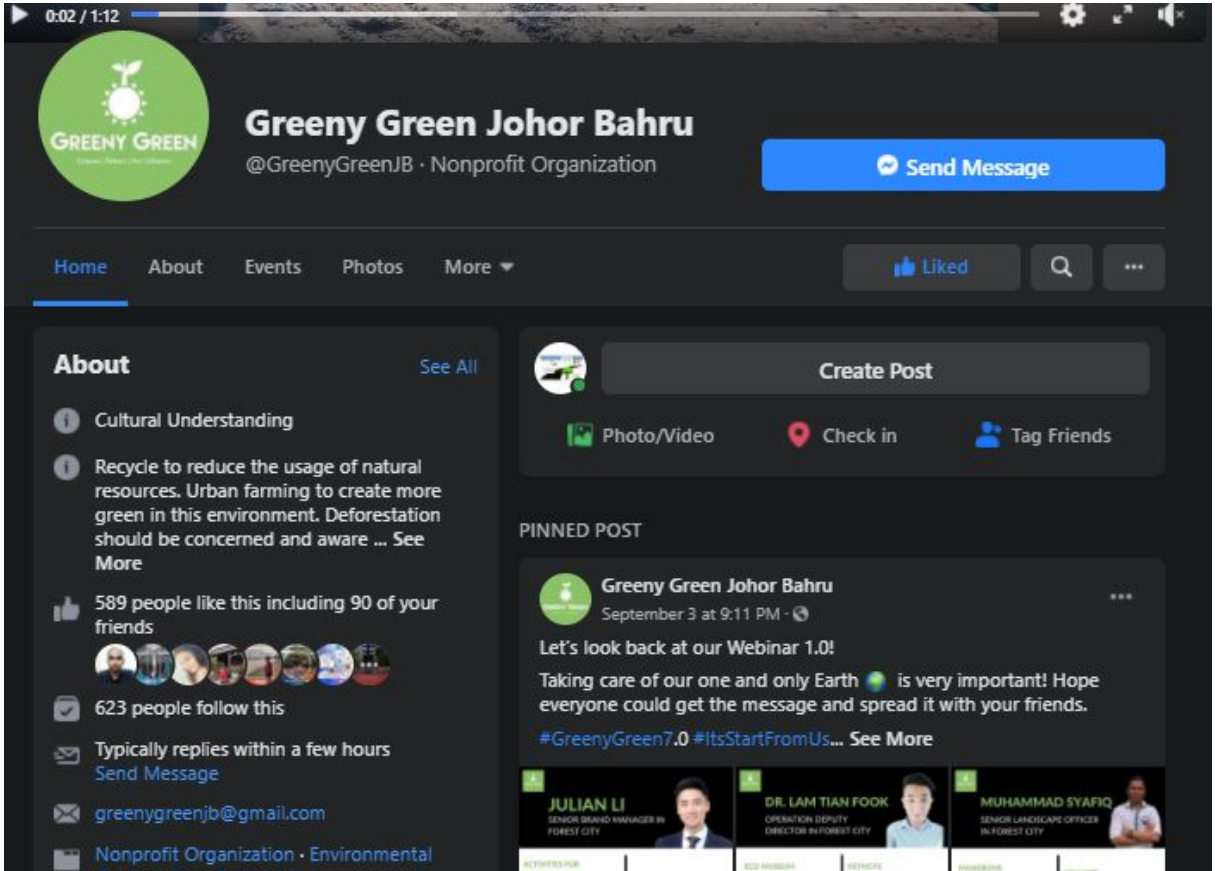 0:02 / 1:12
GREENY GREEN
Greeny Green Johor Bahru
@GreenyGreenJB · Nonprofit Organization
Send Message
Home About Events Photos More
Liked
About
See All
Cultural Understanding
Recycle to reduce the usage of natural
resources. Urban farming to create more
green in this environment. Deforestation
should be concerned and aware ... See
More
589 people like this including 90 of your
friends
623 people follow this
Typically replies within a few hours
Send Message
greenygreenjb@gmail.com
Nonprofit Organization · Environmental
Create Post
Photo/Video Check in Tag Friends
PINNED POST
Greeny Green Johor Bahru
September 3 at 9:11 PM ·
Let's look back at our Webinar 1.0!
Taking care of our one and only Earth is very important! Hope
everyone could get the message and spread it with your friends.
#GreenyGreen7.0 #ItsStartFromUs... See More
JULIAN LI
SENIOR BRAND MANAGER IN
FOREST CITY
ACTIVITIES FOR
DR. LAM TIAN FOOK
OPERATION DEPUTY
DIRECTOR IN FOREST CITY
ECO MUSEUM
KEYNOTE
MUHAMMAD SYAFIQ
SENIOR LANDSCAPE OFFICER
IN FOREST CITY